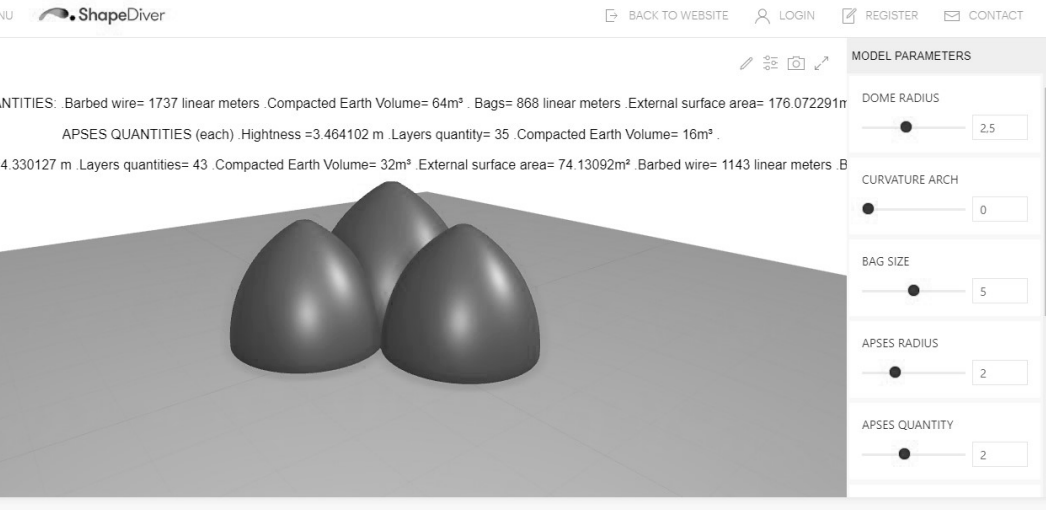 NU ShapeDiver BACK TO WEBSITE LOGIN REGISTER CONTACT
MODEL PARAMETERS
ANTITIES: .Barbed wire= 1737 linear meters .Compacted Earth Volume= 64m³ . Bags= 868 linear meters .External surface area= 176.072291m
APSES QUANTITIES (each) .Hightness =3.464102 m .Layers quantity= 35 .Compacted Earth Volume= 16m³ .
4.330127 m .Layers quantities= 43 .Compacted Earth Volume= 32m³ .External surface area= 74.13092m² .Barbed wire= 1143 linear meters .B
DOME RADIUS
2.5
CURVATURE ARCH
0
BAG SIZE
5
APSES RADIUS
2
APSES QUANTITY
2